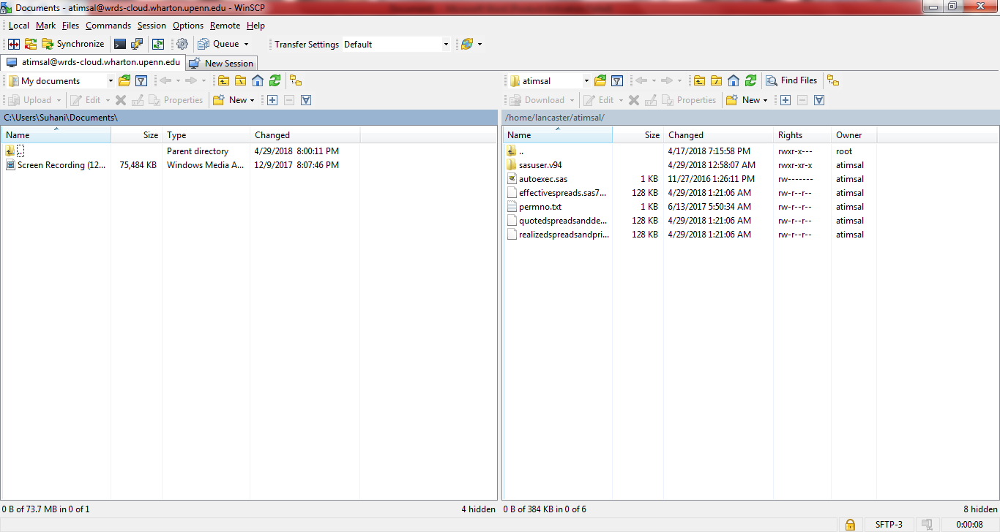 Documents - atimsal@wrds-cloud.wharton.upenn.edu - WinSCP
Local Mark Files Commands Session Options Remote Help
Synchronize Queue Transfer Settings Default
atimsal@wrds-cloud.wharton.upenn.edu New Session
My documents
Upload Edit Properties New
C:\Users\Suhani\Documents\
Name Size Type Changed
.. Parent directory 4/29/2018 8:00:11 PM
Screen Recording (12... 75,484 KB Windows Media A... 12/9/2017 8:07:46 PM
0 B of 73.7 MB in 0 of 1 4 hidden
atimsal Find Files
Download Edit Properties New
/home/lancaster/atimsal/
Name Size Changed Rights Owner
.. 4/17/2018 7:15:58 PM rwxr-x--- root
sasuser.v94 4/29/2018 12:58:07 AM rwxr-xr-x atimsal
autoexec.sas 1 KB 11/27/2016 1:26:11 PM rw------- atimsal
effectivespreads.sas7... 128 KB 4/29/2018 1:21:06 AM rw-r--r-- atimsal
permno.txt 1 KB 6/13/2017 5:50:34 AM rw-r--r-- atimsal
quotedspreadsandde... 128 KB 4/29/2018 1:21:06 AM rw-r--r-- atimsal
realizedspreadsandpri... 128 KB 4/29/2018 1:21:06 AM rw-r--r-- atimsal
0 B of 384 KB in 0 of 6 8 hidden
SFTP-3 0:00:08